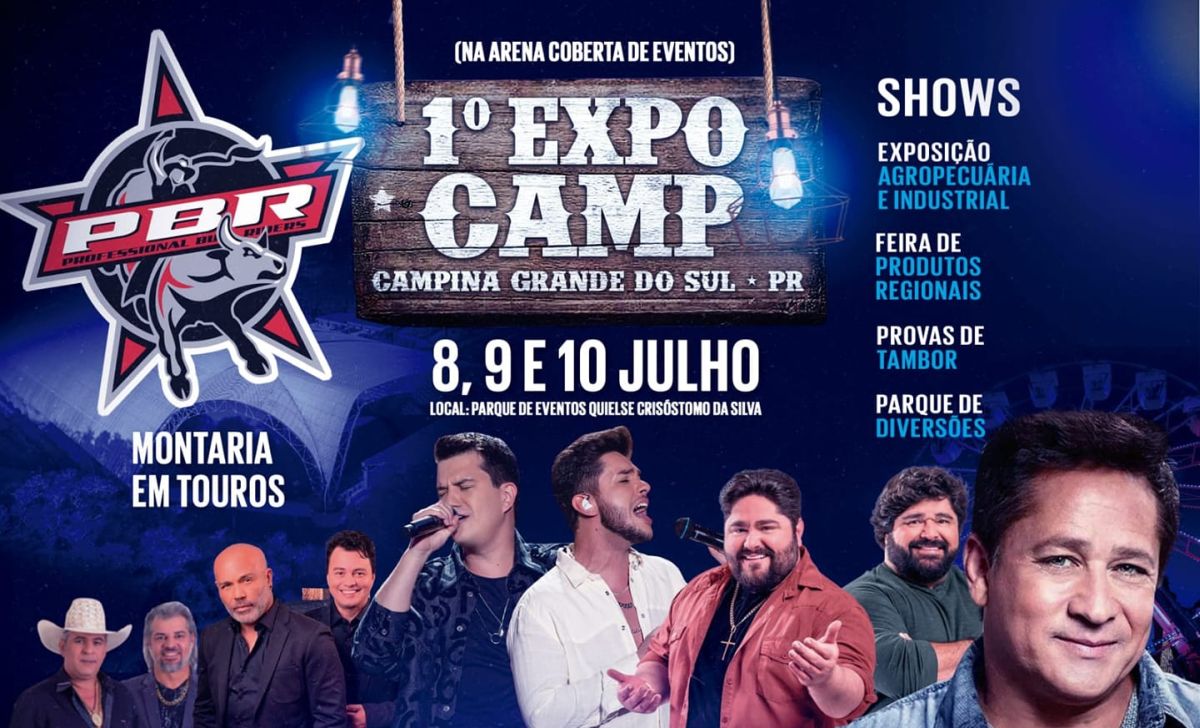 (NA ARENA COBERTA DE EVENTOS)
1º EXPO
CAMP
CAMPINA GRANDE DO SUL ★ PR
8, 9 E 10 JULHO
LOCAL: PARQUE DE EVENTOS QUIELSE CRISÓSTOMO DA SILVA
PBR
PROFESSIONAL BULL RIDERS
MONTARIA
EM TOUROS
SHOWS
EXPOSIÇÃO
AGROPECUÁRIA
E INDUSTRIAL
FEIRA DE
PRODUTOS
REGIONAIS
PROVAS DE
TAMBOR
PARQUE DE
DIVERSÕES